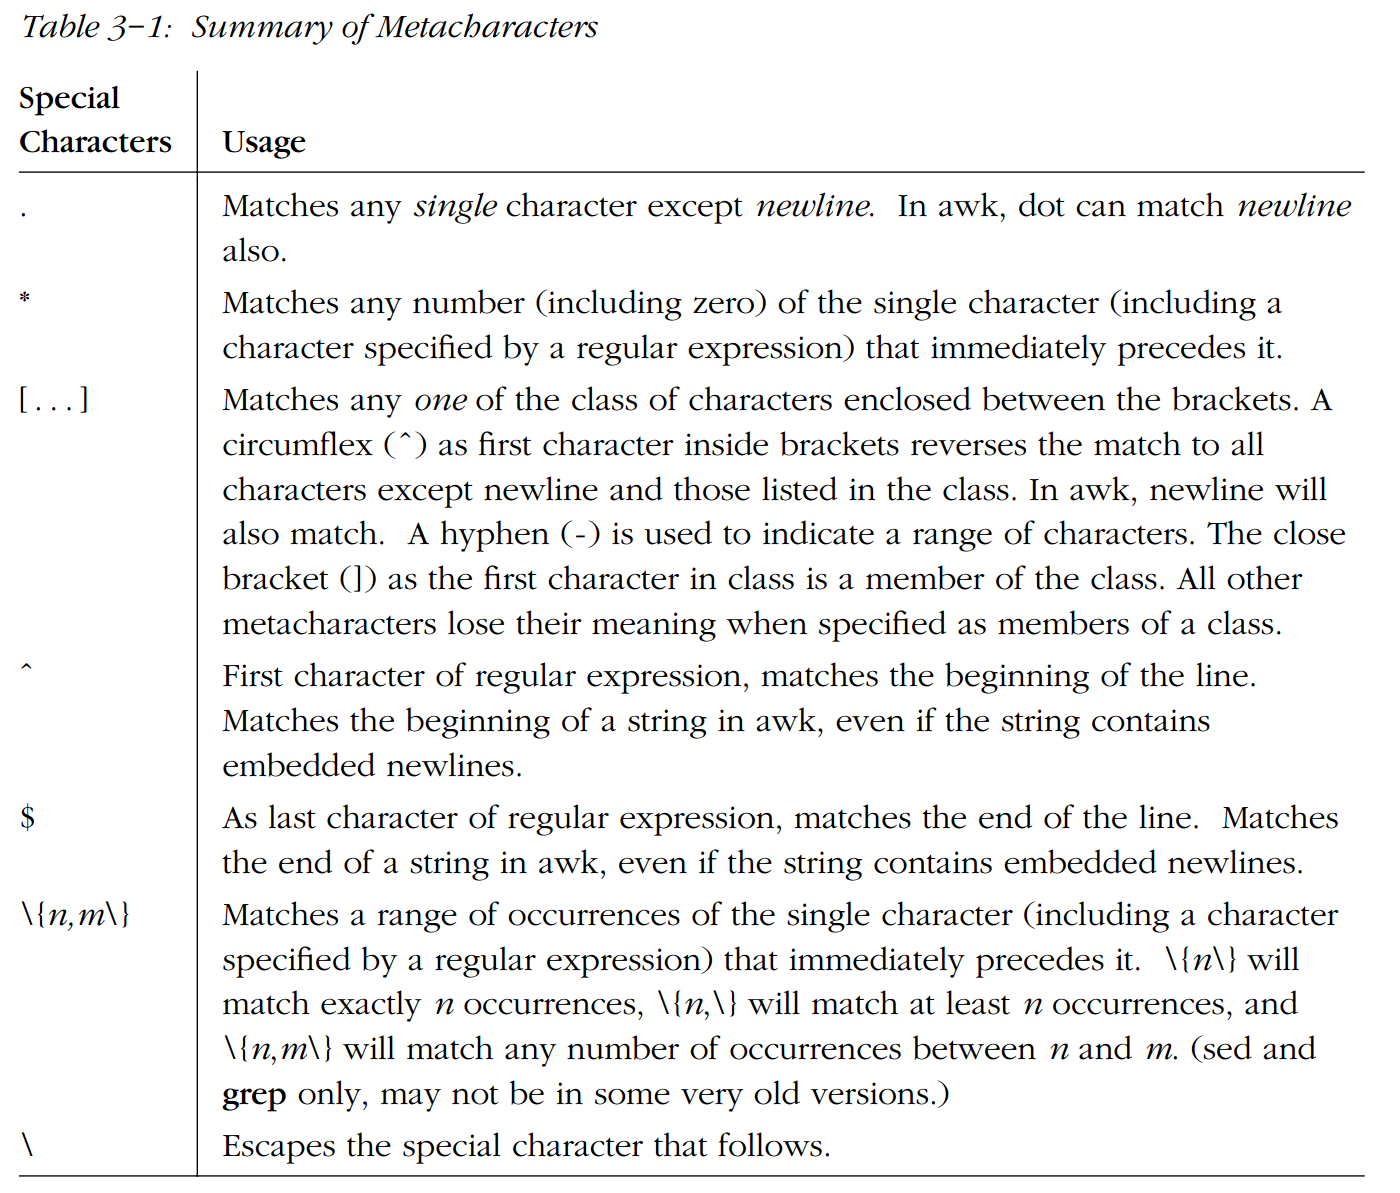 Table 3–1: Summary of Metacharacters
Special
Characters Usage
. Matches any single character except newline. In awk, dot can match newline
also.
* Matches any number (including zero) of the single character (including a
character specified by a regular expression) that immediately precedes it.
[...] Matches any one of the class of characters enclosed between the brackets. A
circumflex (ˆ) as first character inside brackets reverses the match to all
characters except newline and those listed in the class. In awk, newline will
also match. A hyphen (-) is used to indicate a range of characters. The close
bracket (]) as the first character in class is a member of the class. All other
metacharacters lose their meaning when specified as members of a class.
ˆ First character of regular expression, matches the beginning of the line.
Matches the beginning of a string in awk, even if the string contains
embedded newlines.
$ As last character of regular expression, matches the end of the line. Matches
the end of a string in awk, even if the string contains embedded newlines.
\{n,m\} Matches a range of occurrences of the single character (including a character
specified by a regular expression) that immediately precedes it. \{n\} will
match exactly n occurrences, \{n,\} will match at least n occurrences, and
\{n,m\} will match any number of occurrences between n and m. (sed and
grep only, may not be in some very old versions.)
\ Escapes the special character that follows.